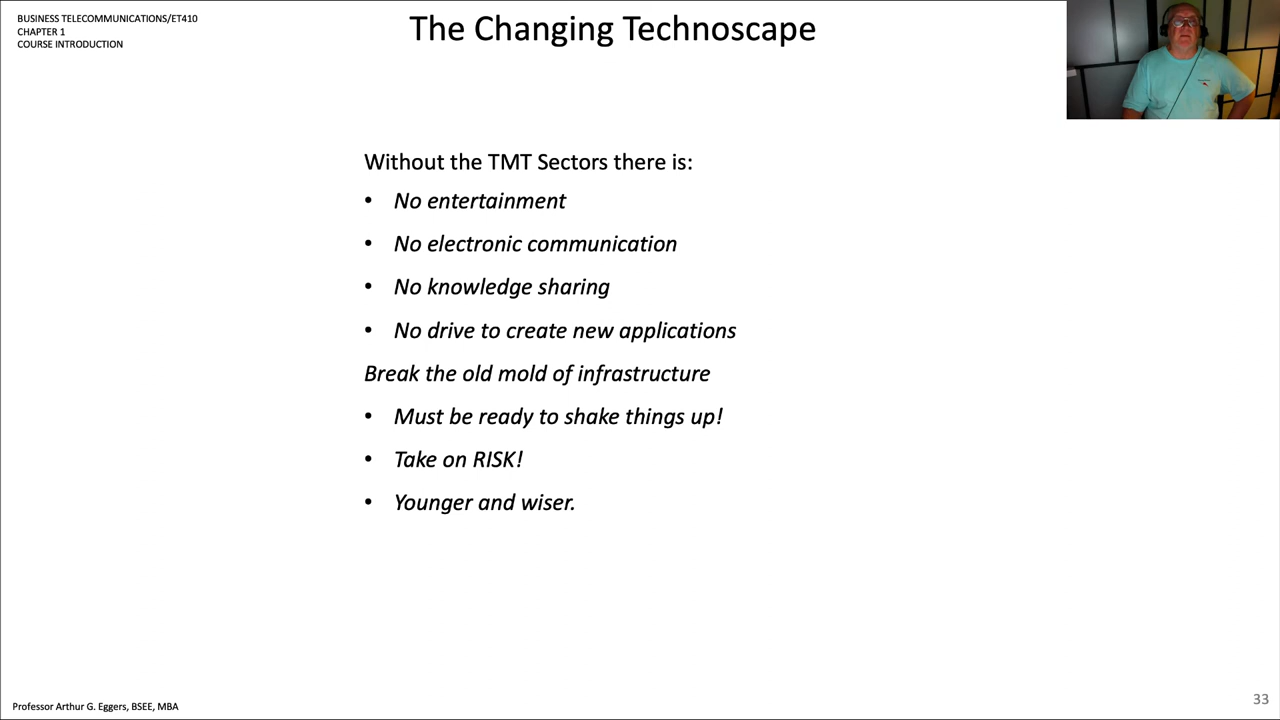 BUSINESS TELECOMMUNICATIONS/ET410
CHAPTER 1
COURSE INTRODUCTION
The Changing Technoscape
Without the TMT Sectors there is:
• No entertainment
• No electronic communication
• No knowledge sharing
• No drive to create new applications
Break the old mold of infrastructure
• Must be ready to shake things up!
• Take on RISK!
• Younger and wiser.
Professor Arthur G. Eggers, BSEE, MBA
33